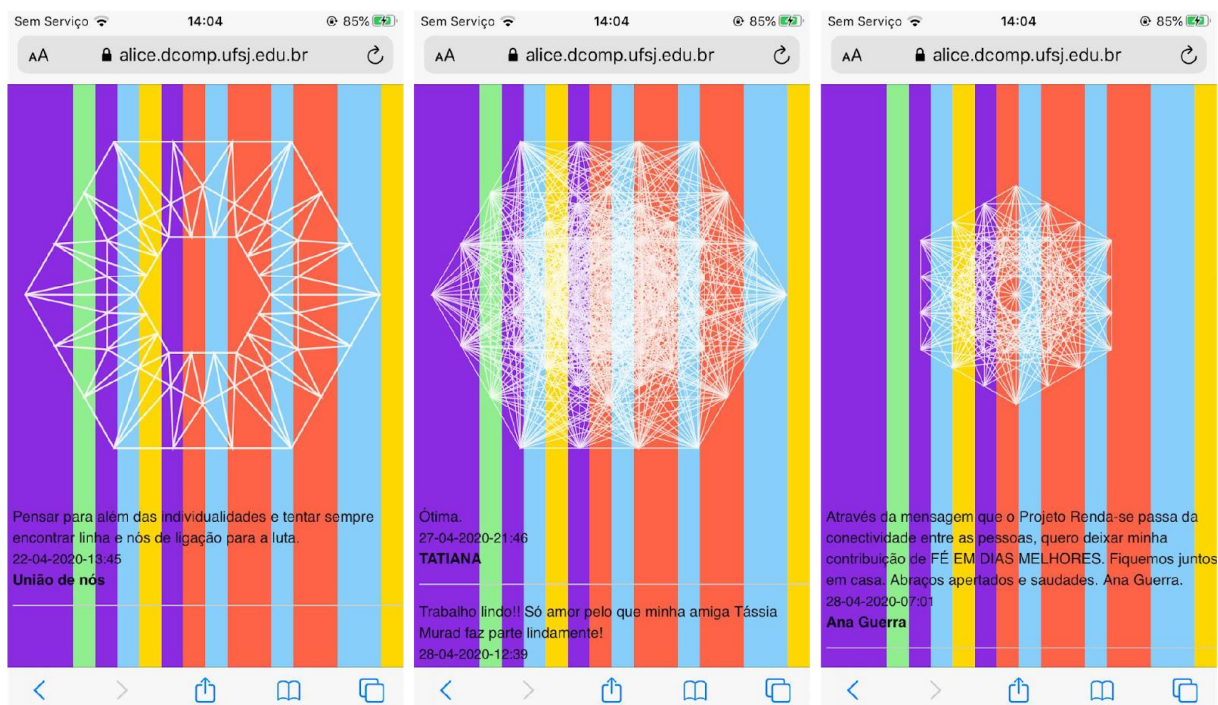 Sem Serviço 14:04 85%
AA alice.dcomp.ufsj.edu.br
Pensar para além das individualidades e tentar sempre
encontrar linha e nós de ligação para a luta.
22-04-2020-13:45
União de nós
Sem Serviço 14:04 85%
AA alice.dcomp.ufsj.edu.br
Ótima.
27-04-2020-21:46
TATIANA
Trabalho lindo!! Só amor pelo que minha amiga Tássia
Murad faz parte lindamente!
28-04-2020-12:39
Sem Serviço 14:04 85%
AA alice.dcomp.ufsj.edu.br
Através da mensagem que o Projeto Renda-se passa da
conectividade entre as pessoas, quero deixar minha
contribuição de FÉ EM DIAS MELHORES. Fiquemos juntos
em casa. Abraços apertados e saudades. Ana Guerra.
28-04-2020-07:01
Ana Guerra